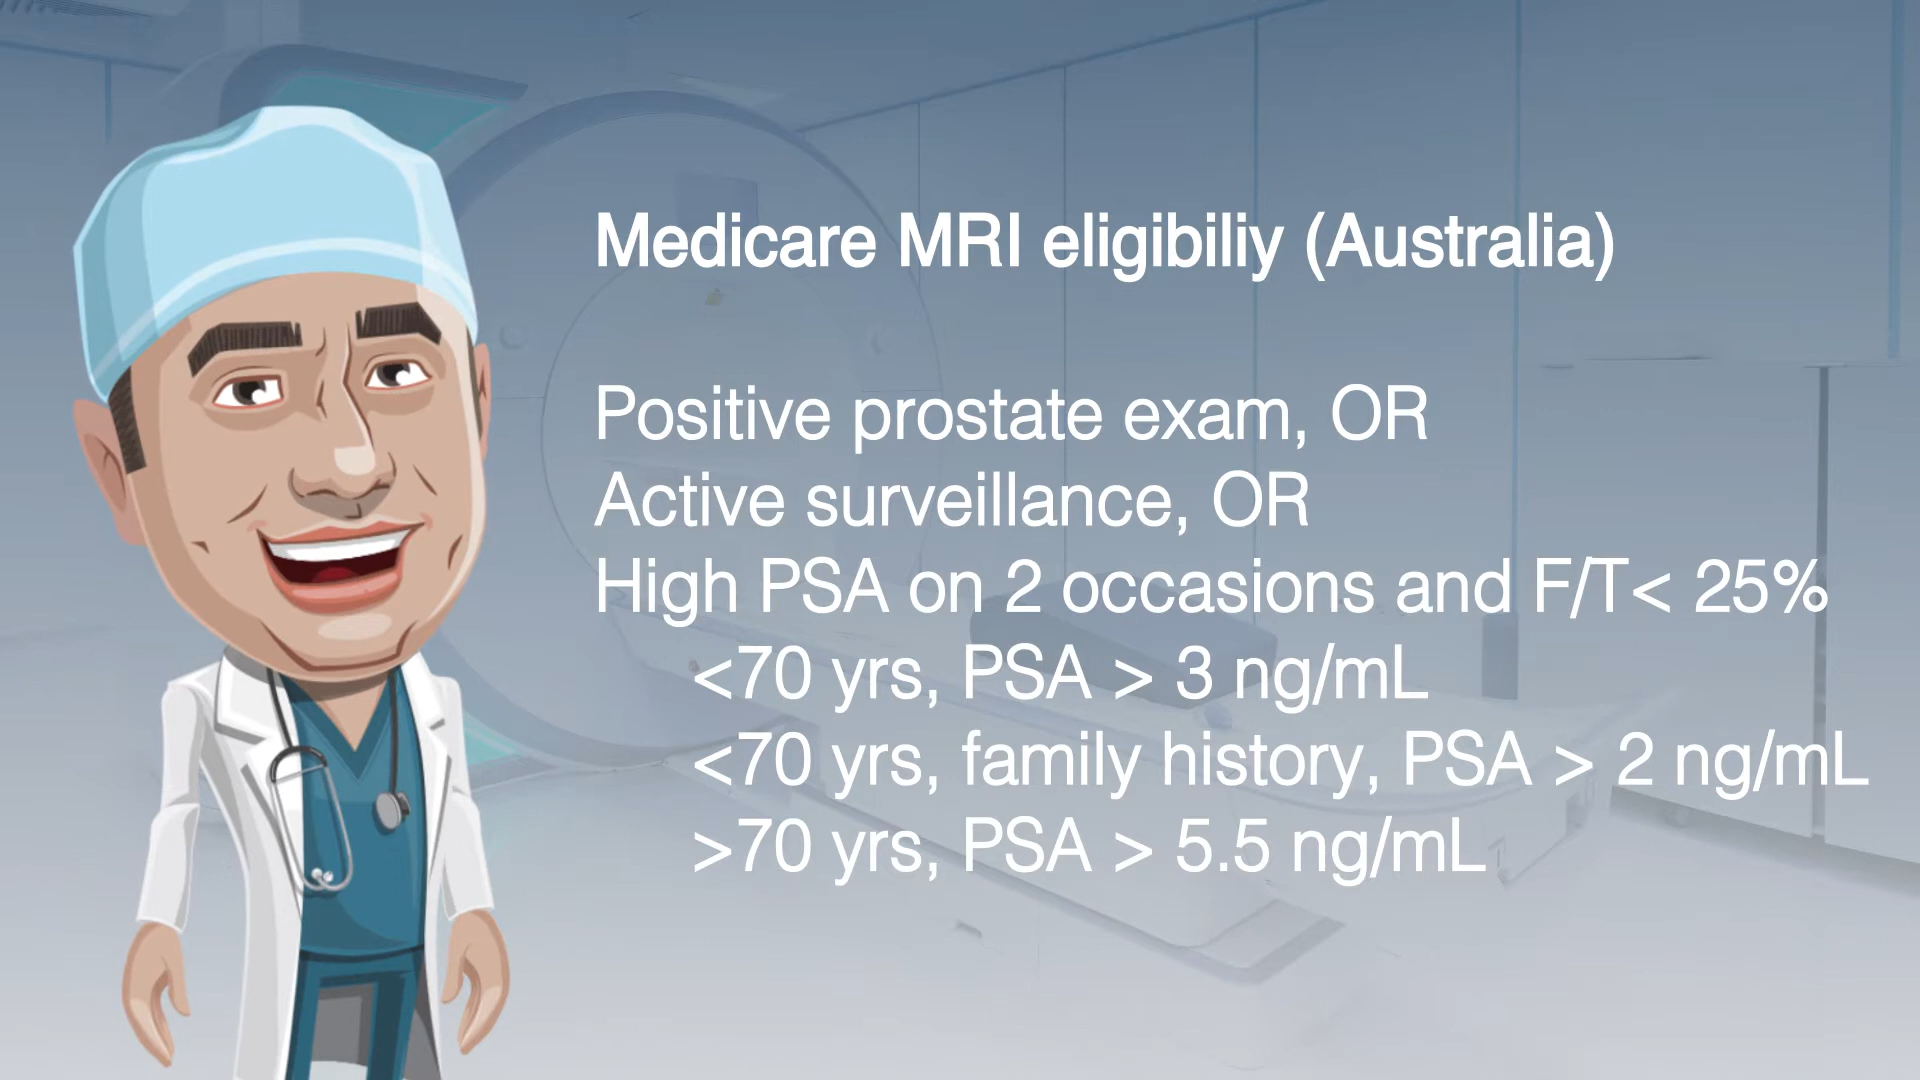 Medicare MRI eligibiliy (Australia)
Positive prostate exam, OR
Active surveillance, OR
High PSA on 2 occasions and F/T< 25%
<70 yrs, PSA > 3 ng/mL
<70 yrs, family history, PSA > 2 ng/mL
>70 yrs, PSA > 5.5 ng/mL